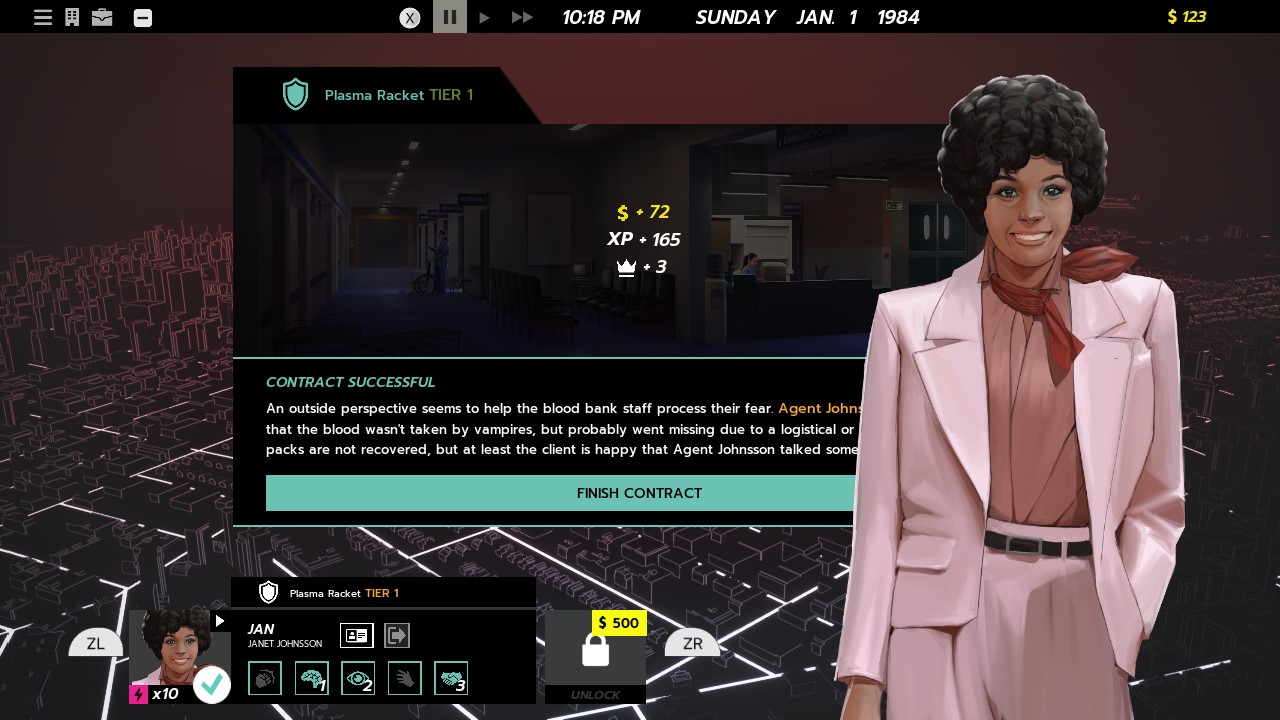 X
10:18 PM
SUNDAY JAN. 1 1984
$ 123
Plasma Racket TIER 1
$ + 72
XP + 165
+ 3
CONTRACT SUCCESSFUL
An outside perspective seems to help the blood bank staff process their fear. Agent Johns
that the blood wasn't taken by vampires, but probably went missing due to a logistical or
packs are not recovered, but at least the client is happy that Agent Johnsson talked some
FINISH CONTRACT
Plasma Racket TIER 1
ZL
JAN
JANET JOHNSSON
1
2
3
x10
$ 500
UNLOCK
ZR